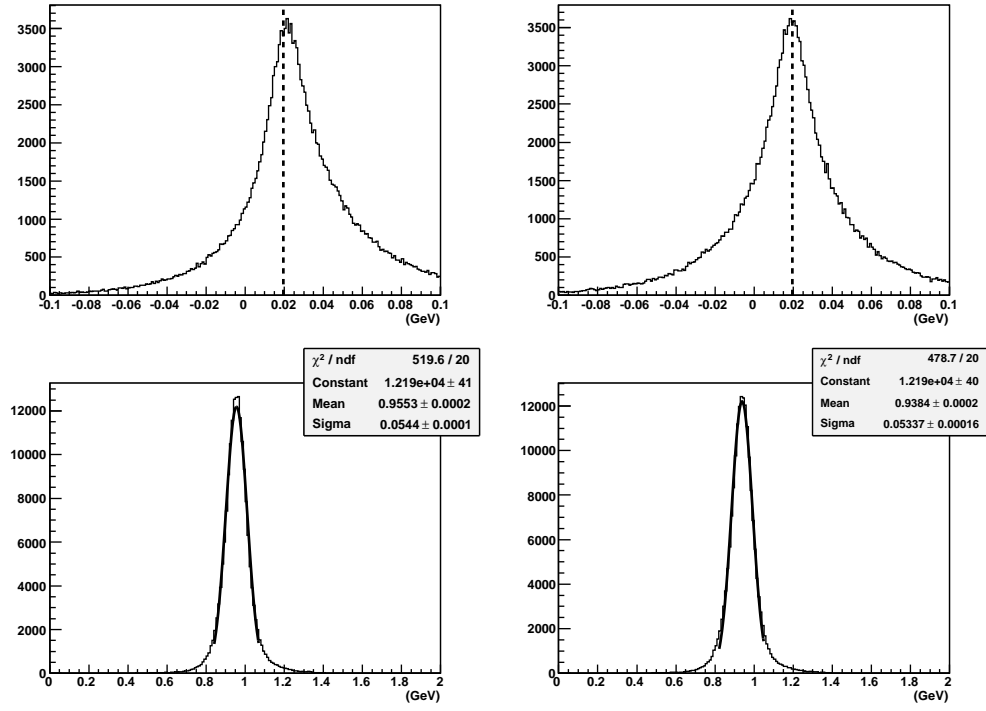 3500
3000
2500
2000
1500
1000
500
0
-0.1 -0.08 -0.06 -0.04 -0.02 0 0.02 0.04 0.06 0.08 0.1
(GeV)
3500
3000
2500
2000
1500
1000
500
0
-0.1 -0.08 -0.06 -0.04 -0.02 0 0.02 0.04 0.06 0.08 0.1
(GeV)
χ² / ndf 519.6 / 20
Constant 1.219e+04 ± 41
Mean 0.9553 ± 0.0002
Sigma 0.0544 ± 0.0001
12000
10000
8000
6000
4000
2000
0
0 0.2 0.4 0.6 0.8 1 1.2 1.4 1.6 1.8 2
(GeV)
χ² / ndf 478.7 / 20
Constant 1.219e+04 ± 40
Mean 0.9384 ± 0.0002
Sigma 0.05337 ± 0.00016
12000
10000
8000
6000
4000
2000
0
0 0.2 0.4 0.6 0.8 1 1.2 1.4 1.6 1.8 2
(GeV)